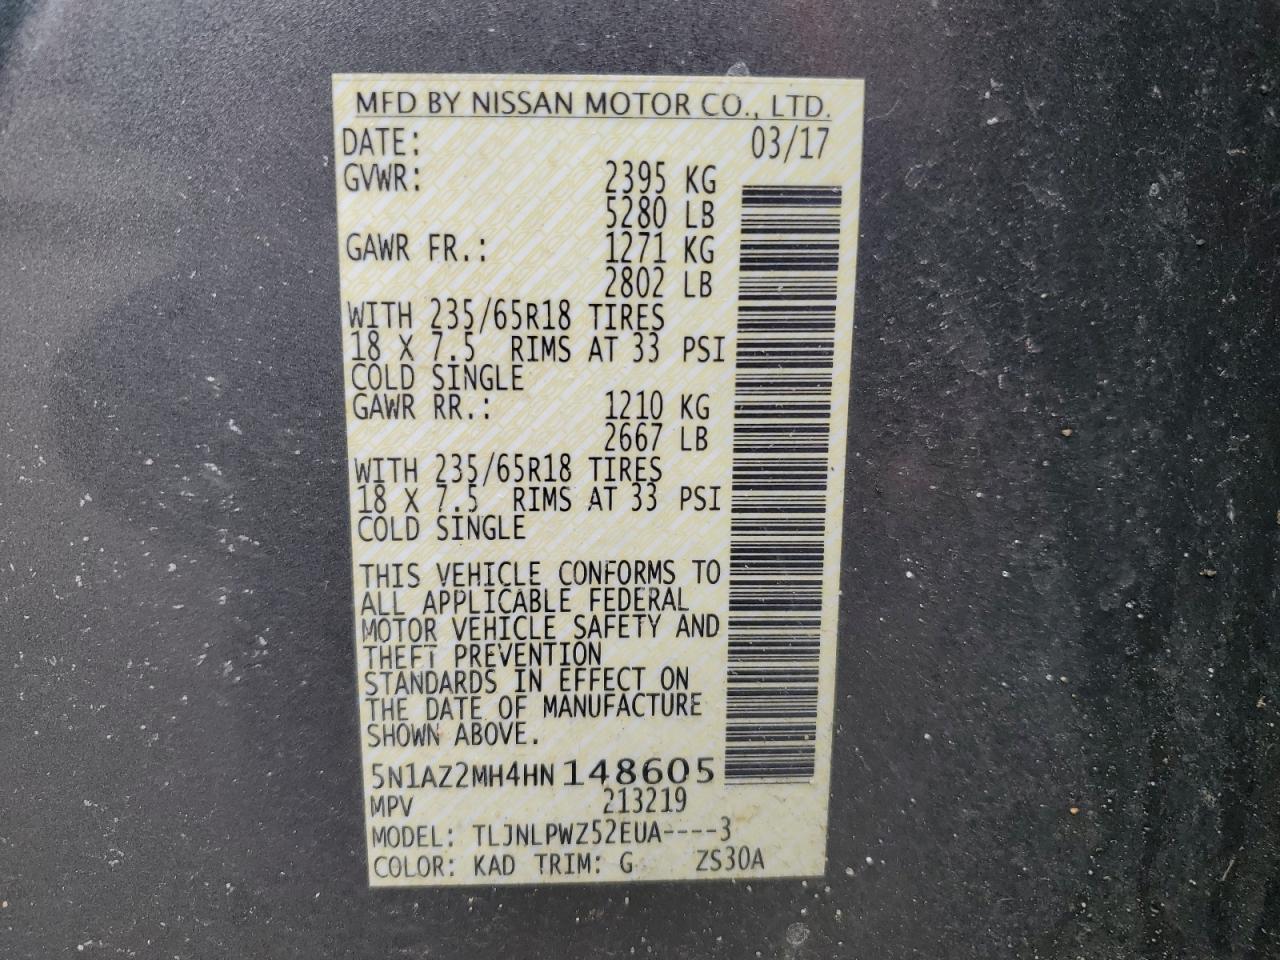 MFD BY NISSAN MOTOR CO., LTD.
DATE: 03/17
GVWR: 2395 KG
5280 LB
GAWR FR.: 1271 KG
2802 LB
WITH 235/65R18 TIRES
18 X 7.5 RIMS AT 33 PSI
COLD SINGLE
GAWR RR.: 1210 KG
2667 LB
WITH 235/65R18 TIRES
18 X 7.5 RIMS AT 33 PSI
COLD SINGLE
THIS VEHICLE CONFORMS TO
ALL APPLICABLE FEDERAL
MOTOR VEHICLE SAFETY AND
THEFT PREVENTION
STANDARDS IN EFFECT ON
THE DATE OF MANUFACTURE
SHOWN ABOVE.
5N1AZ2MH4HN148605
MPV 213219
MODEL: TLJNLPWZ52EUA----3
COLOR: KAD TRIM: G ZS30A